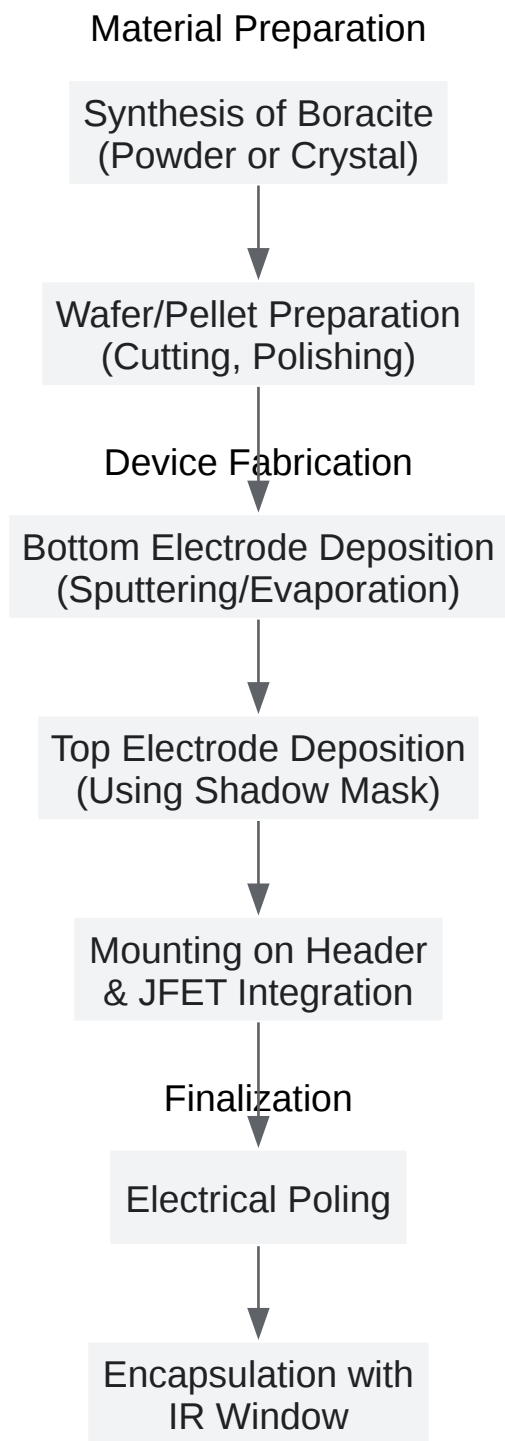 Material Preparation
Synthesis of Boracite
(Powder or Crystal)
Wafer/Pellet Preparation
(Cutting, Polishing)
Device Fabrication
Bottom Electrode Deposition
(Sputtering/Evaporation)
Top Electrode Deposition
(Using Shadow Mask)
Mounting on Header
& JFET Integration
Finalization
Electrical Poling
Encapsulation with
IR Window